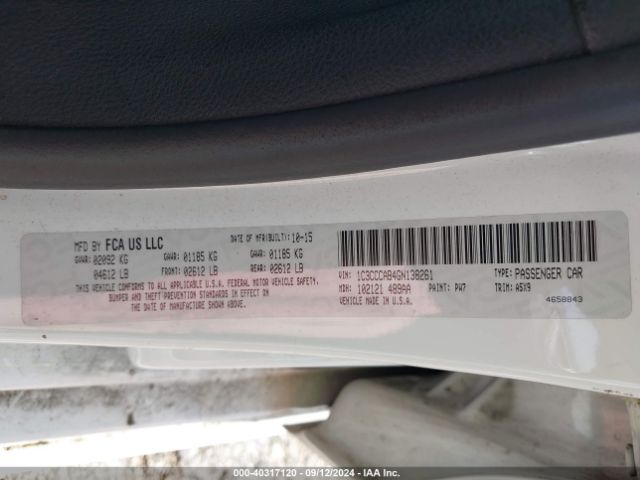 MFD BY FCA US LLC
DATE OF MFR(BUILT): 10-15
GVWR: 02092 KG GAWR: 01185 KG GAWR: 01185 KG
04612 LB FRONT: 02612 LB REAR: 02612 LB
THIS VEHICLE CONFORMS TO ALL APPLICABLE U.S.A. FEDERAL MOTOR VEHICLE SAFETY,
BUMPER AND THEFT PREVENTION STANDARDS IN EFFECT ON
THE DATE OF MANUFACTURE SHOWN ABOVE.
VIN: 1C3CCCAB4GN138261 TYPE: PASSENGER CAR
MDH: 102121 489AA PAINT: PW7 TRIM: A5X9
VEHICLE MADE IN U.S.A. 4658843
000-40317120 - 09/12/2024 - IAA Inc.